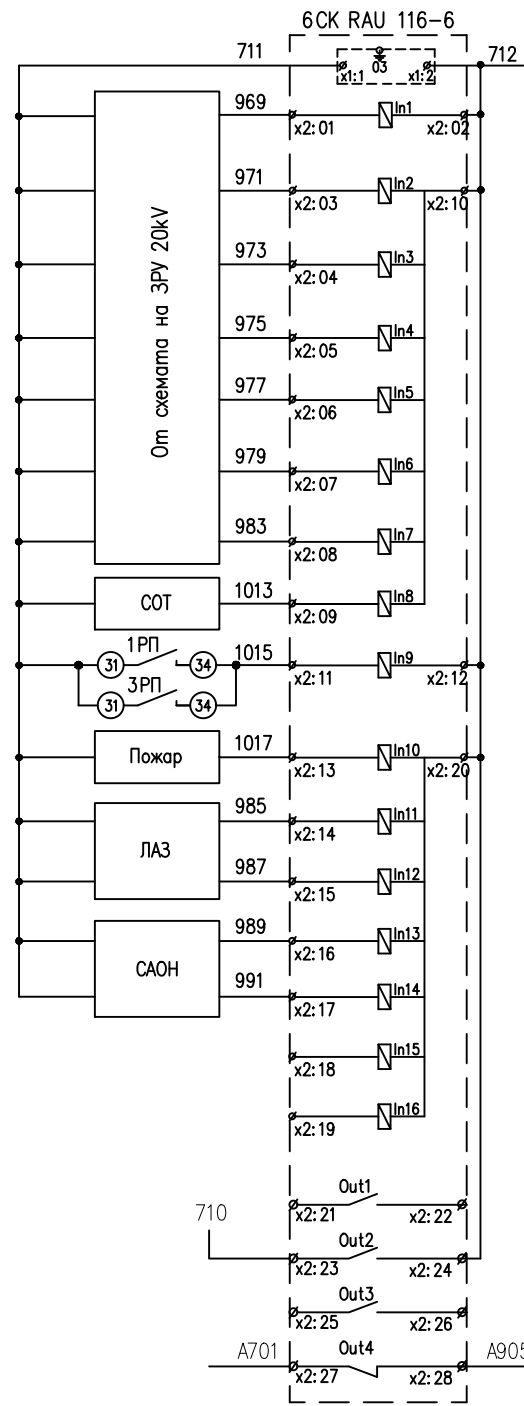 6CK RAU 116-6
711
712
x1:1
03
x1:2
969
x2:01
In1
x2:02
971
x2:03
In2
x2:10
973
x2:04
In3
975
x2:05
In4
977
x2:06
In5
979
x2:07
In6
983
x2:08
In7
От схемата на ЗРУ 20kV
СОТ
1013
x2:09
In8
31
1РП
34
1015
x2:11
In9
x2:12
31
3РП
34
Пожар
1017
x2:13
In10
x2:20
ЛАЗ
985
x2:14
In11
987
x2:15
In12
САОН
989
x2:16
In13
991
x2:17
In14
x2:18
In15
x2:19
In16
x2:21
Out1
x2:22
710
x2:23
Out2
x2:24
x2:25
Out3
x2:26
A701
x2:27
Out4
x2:28
A905